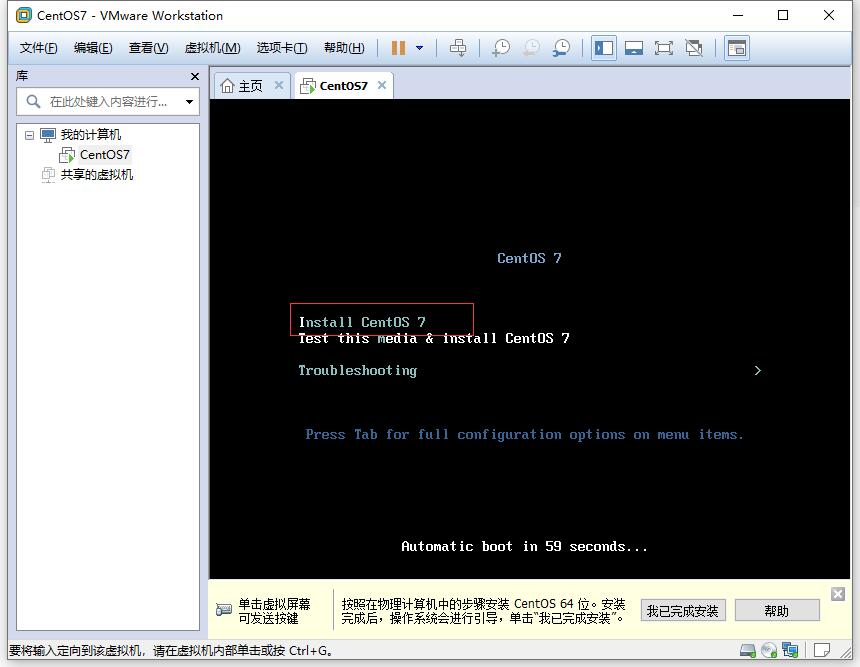 CentOS7 - VMware Workstation
文件(F) 编辑(E) 查看(V) 虚拟机(M) 选项卡(T) 帮助(H)
库
在此处键入内容进行...
我的计算机
CentOS7
共享的虚拟机
主页
CentOS7
CentOS 7
Install CentOS 7
Test this media & install CentOS 7
Troubleshooting >
Press Tab for full configuration options on menu items.
Automatic boot in 59 seconds...
单击虚拟屏幕
可发送按键
按照在物理计算机中的步骤安装 CentOS 64 位。安装
完成后，操作系统会进行引导，单击“我已完成安装”。
我已完成安装
帮助
要将输入定向到该虚拟机，请在虚拟机内部单击或按 Ctrl+G。